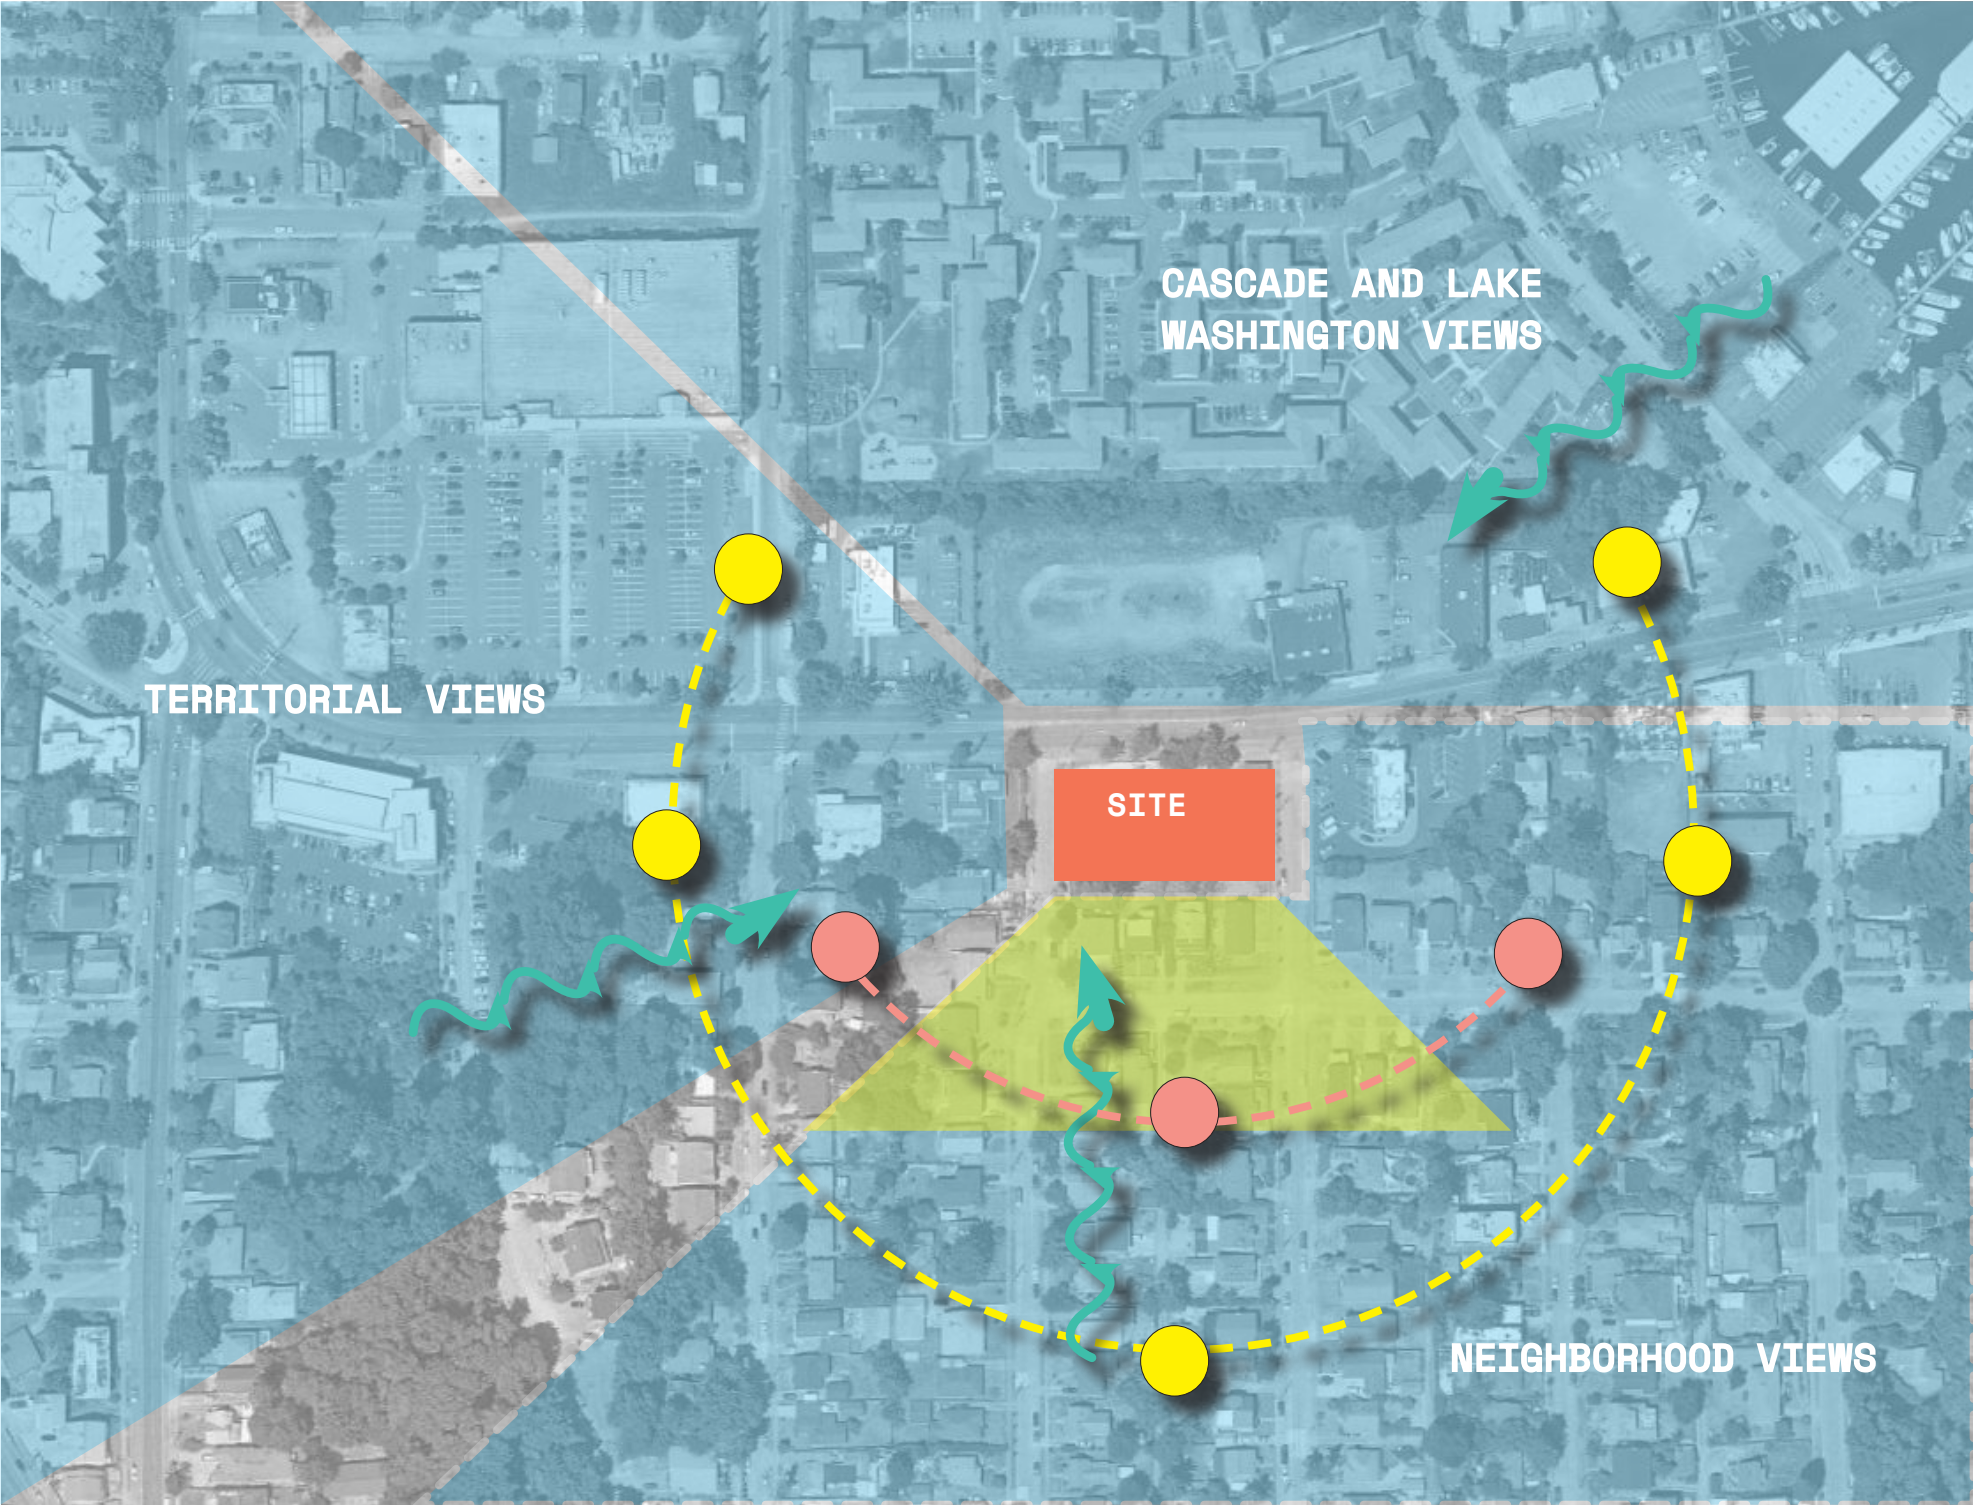 CASCADE AND LAKE
WASHINGTON VIEWS
TERRITORIAL VIEWS
SITE
NEIGHBORHOOD VIEWS